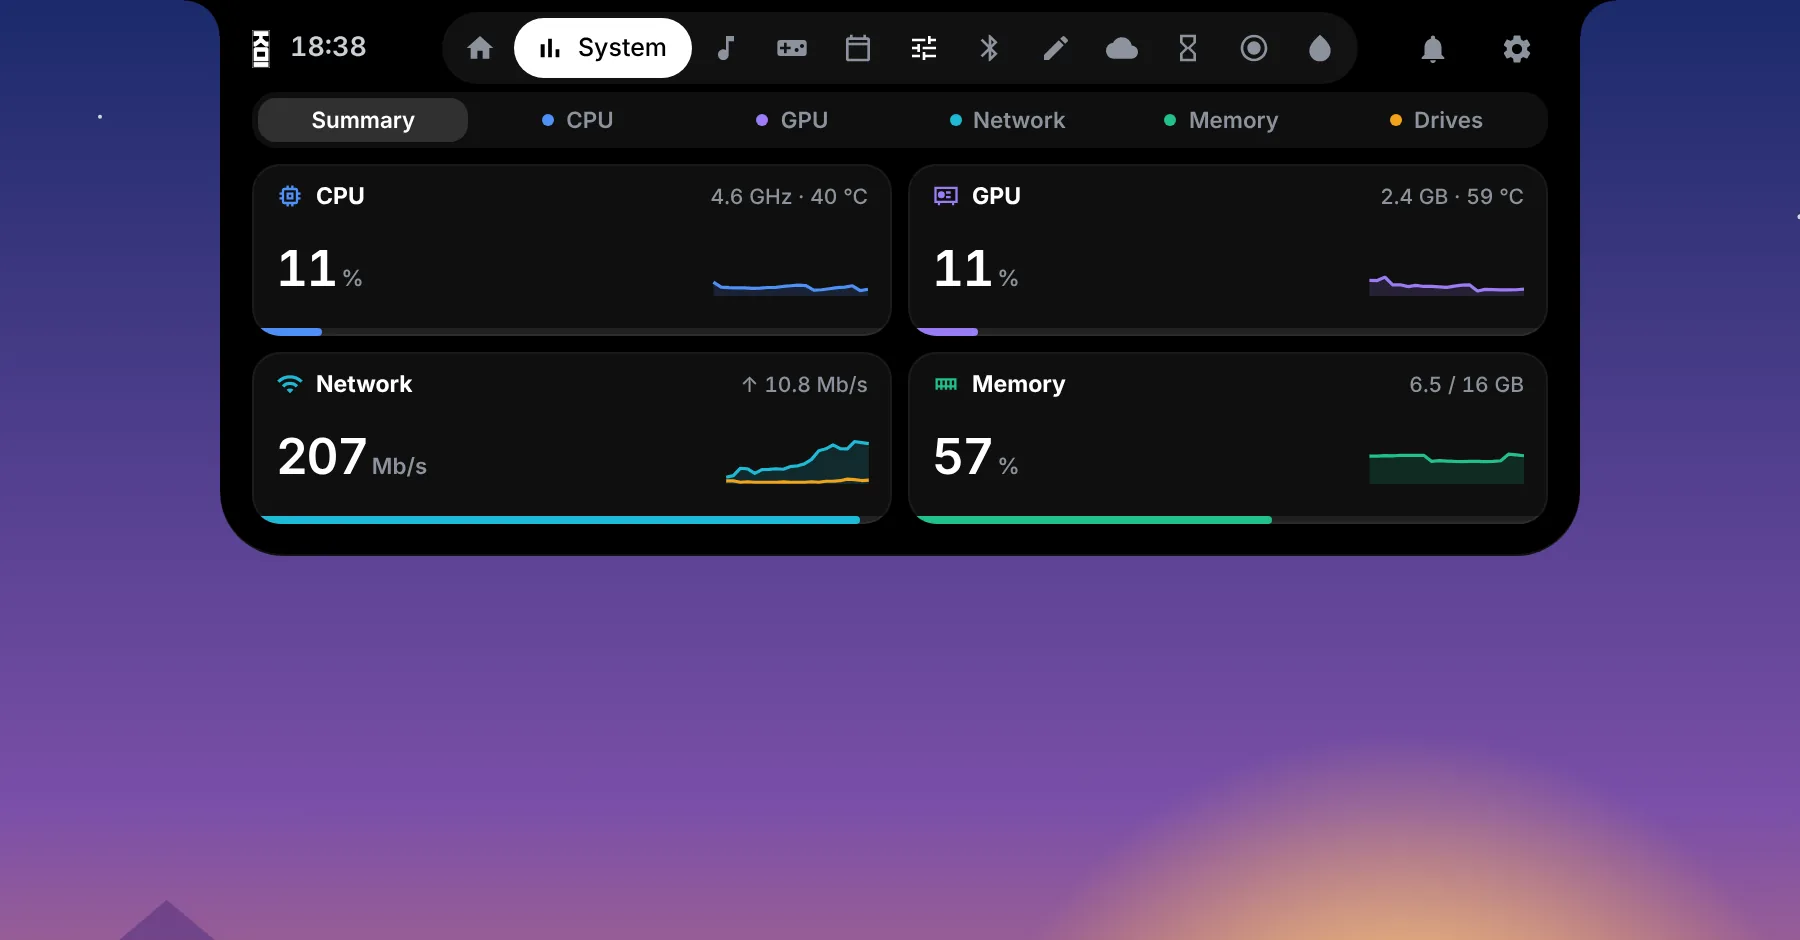 18:38
System
Summary
CPU
GPU
Network
Memory
Drives
CPU
4.6 GHz · 40 °C
11 %
GPU
2.4 GB · 59 °C
11 %
Network
↑ 10.8 Mb/s
207 Mb/s
Memory
6.5 / 16 GB
57 %